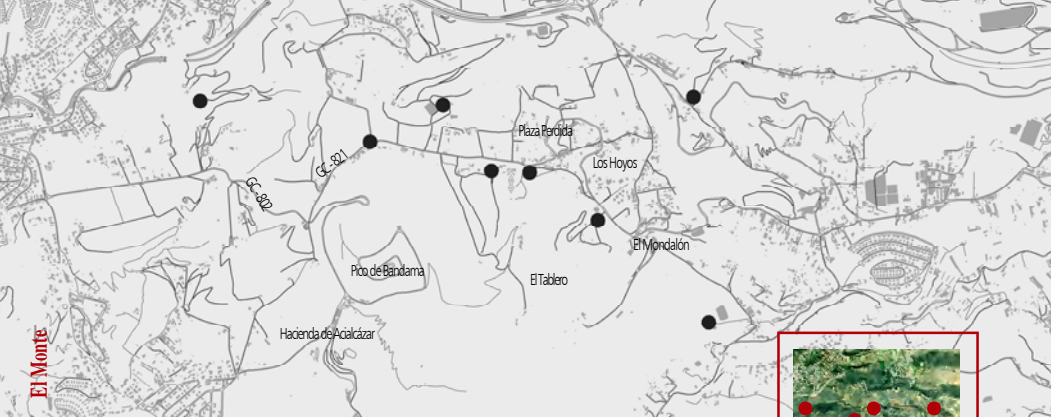 Plaza Perdida
GC - 821
Los Hoyos
GC - 802
El Mondalón
Pico de Bandama
El Tablero
Hacienda de Acialcázar
El Monte